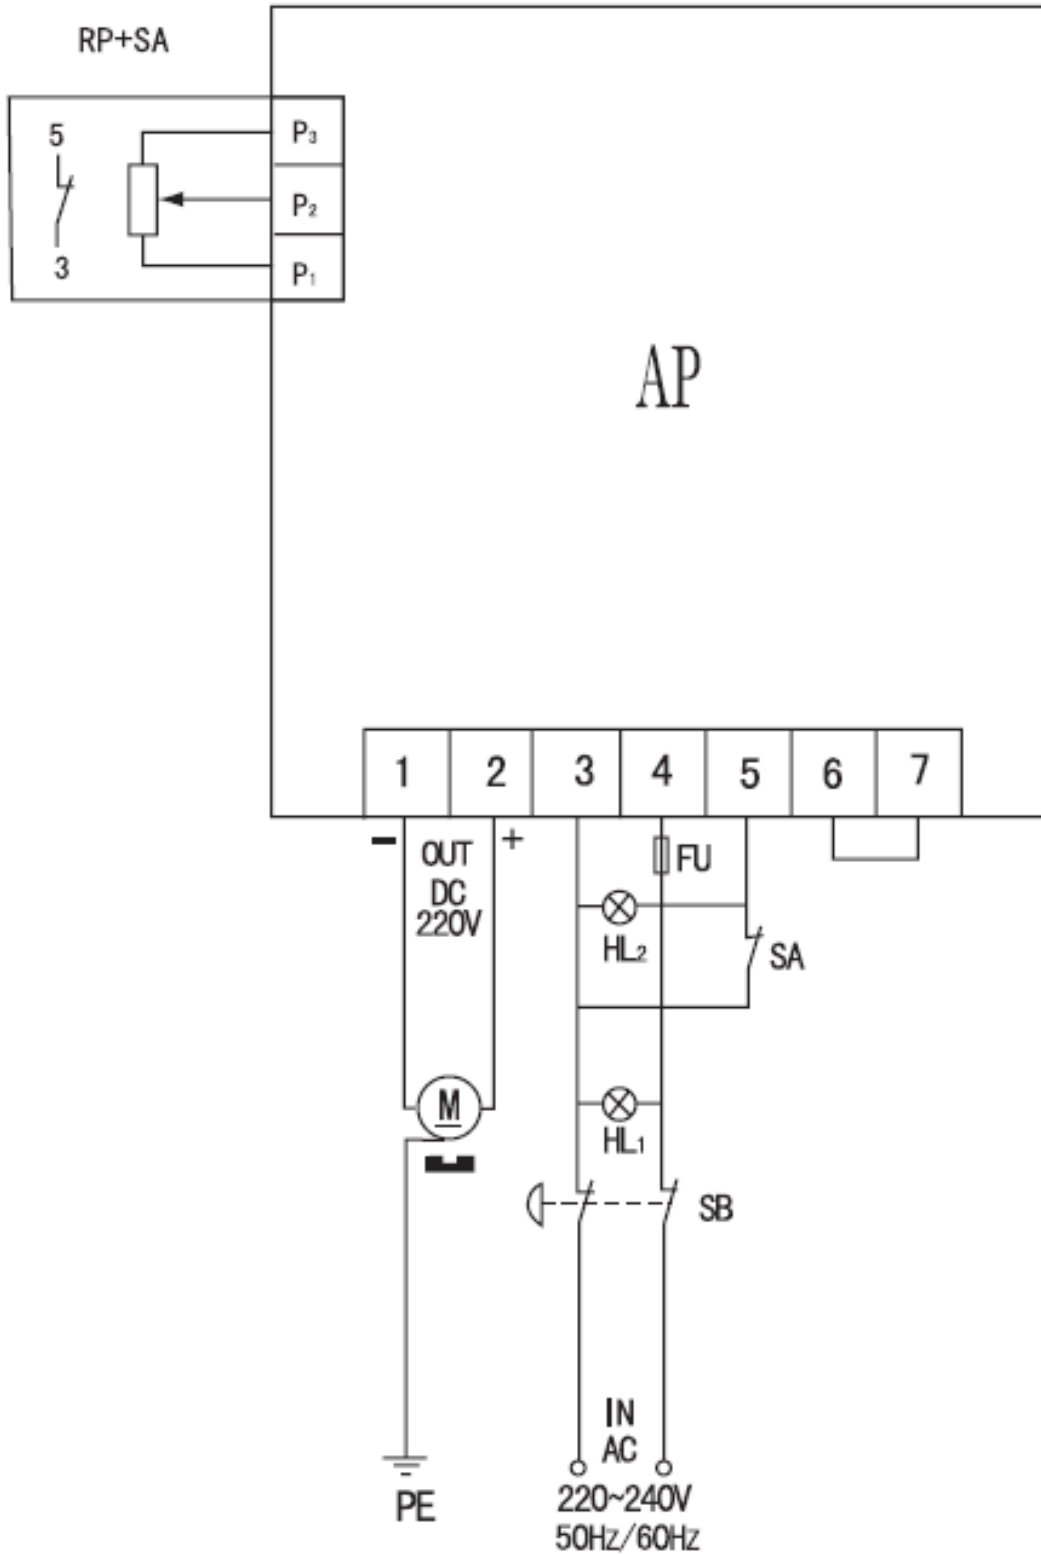 RP+SA
5
3
P₃
P₂
P₁
AP
1 2 3 4 5 6 7
- +
OUT
DC
220V
FU
HL₂
SA
M
HL₁
SB
IN
AC
220~240V
50Hz/60Hz
PE